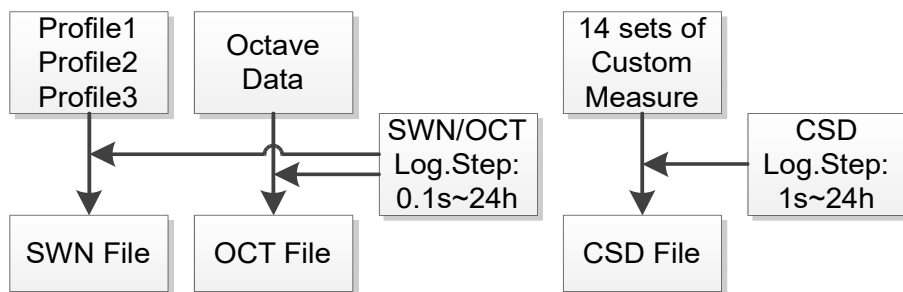 Profile1
Profile2
Profile3
Octave
Data
14 sets of
Custom
Measure
SWN/OCT
Log.Step:
0.1s~24h
CSD
Log.Step:
1s~24h
SWN File
OCT File
CSD File